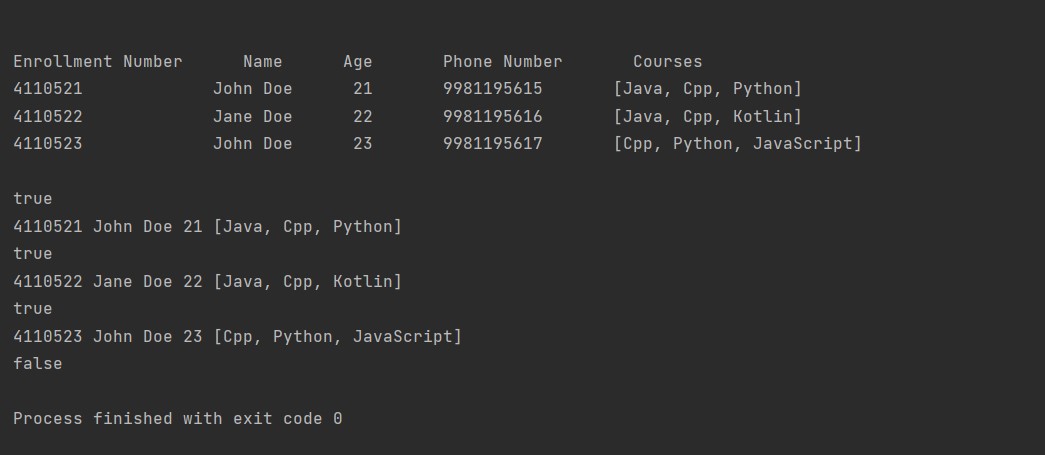 Enrollment Number      Name      Age       Phone Number       Courses
4110521             John Doe      21       9981195615       [Java, Cpp, Python]
4110522             Jane Doe      22       9981195616       [Java, Cpp, Kotlin]
4110523             John Doe      23       9981195617       [Cpp, Python, JavaScript]
true
4110521 John Doe 21 [Java, Cpp, Python]
true
4110522 Jane Doe 22 [Java, Cpp, Kotlin]
true
4110523 John Doe 23 [Cpp, Python, JavaScript]
false
Process finished with exit code 0